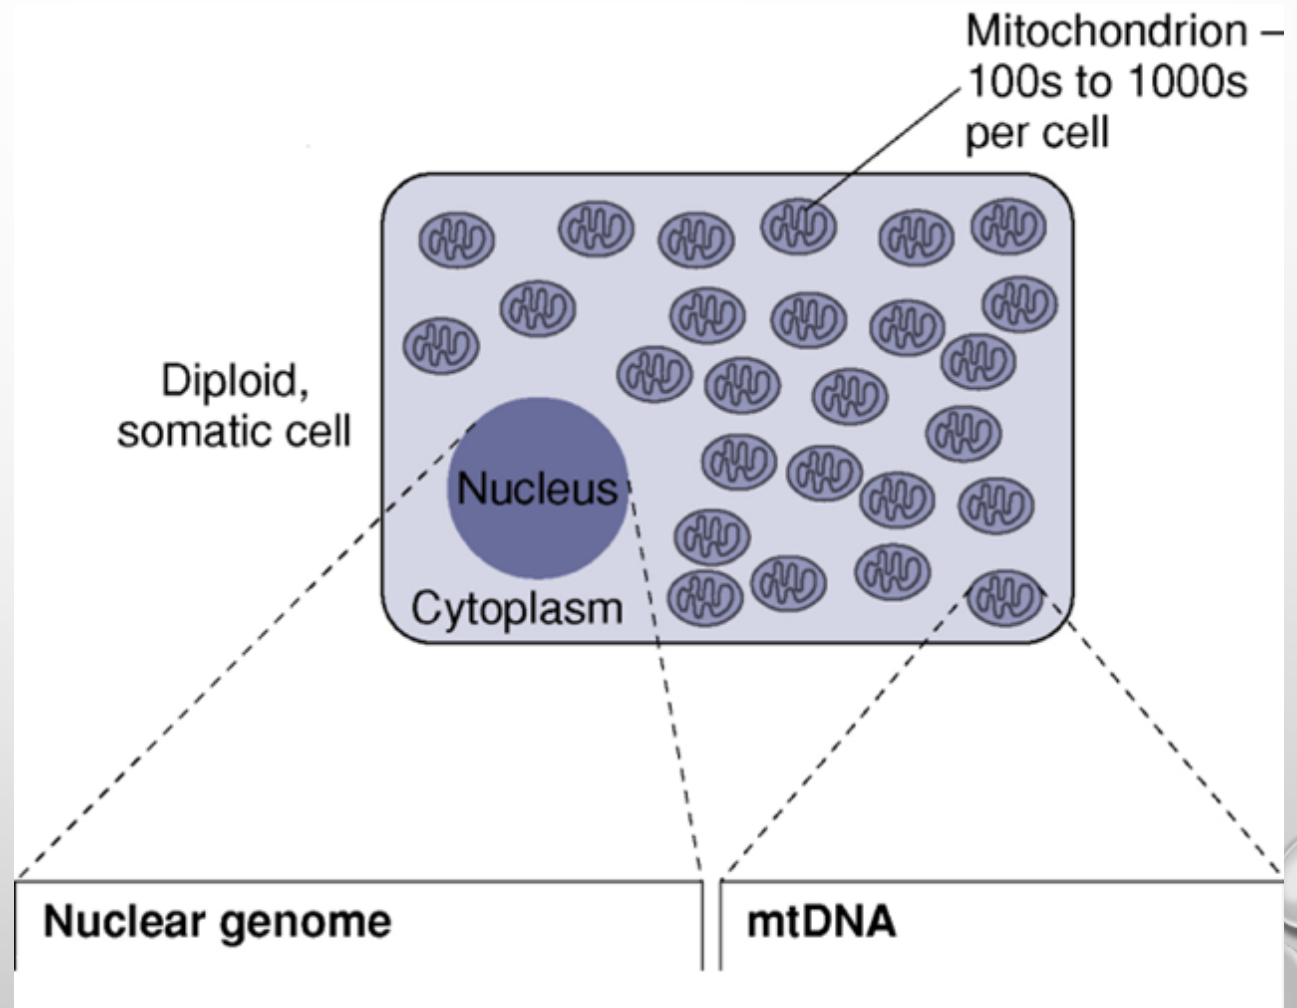 Mitochondrion –
100s to 1000s
per cell
Diploid,
somatic cell
Nucleus
Cytoplasm
Nuclear genome
mtDNA